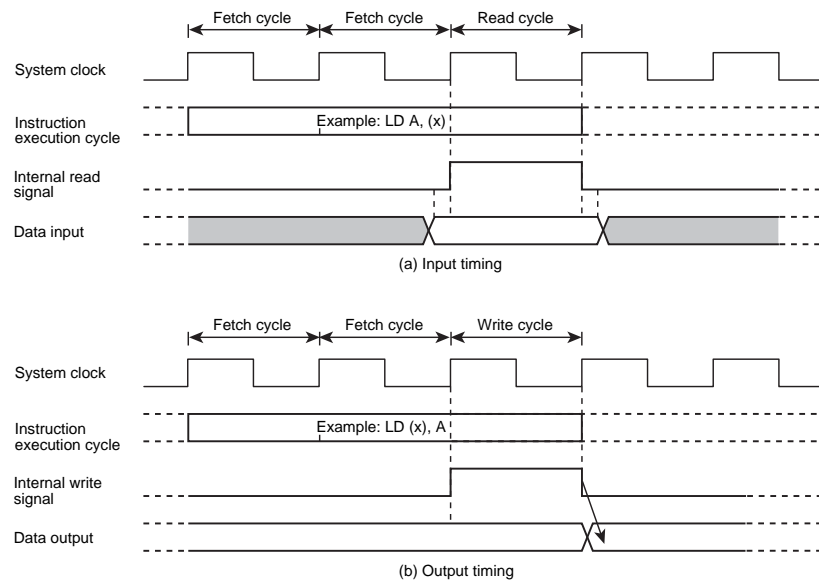 Fetch cycle Fetch cycle Read cycle
System clock
Instruction
execution cycle
Example: LD A, (x)
Internal read
signal
Data input
(a) Input timing
Fetch cycle Fetch cycle Write cycle
System clock
Instruction
execution cycle
Example: LD (x), A
Internal write
signal
Data output
(b) Output timing